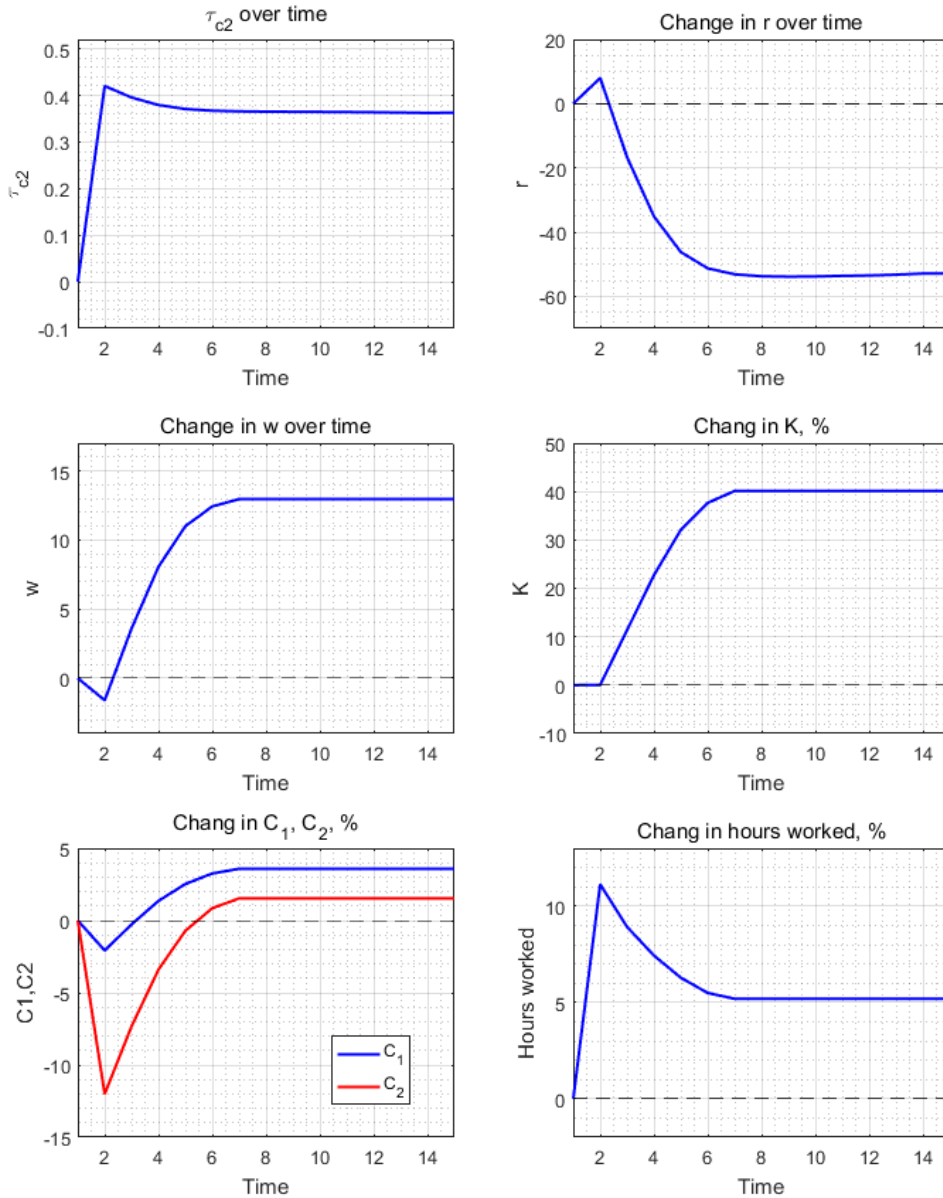 τc2 over time
0.5
0.4
0.3
0.2
0.1
0
-0.1
τc2
2 4 6 8 10 12 14
Time
Change in r over time
20
0
-20
-40
-60
r
2 4 6 8 10 12 14
Time
Change in w over time
15
10
5
0
w
2 4 6 8 10 12 14
Time
Chang in K, %
50
40
30
20
10
0
-10
K
2 4 6 8 10 12 14
Time
Chang in C1, C2, %
5
0
-5
-10
-15
C1,C2
C1
C2
2 4 6 8 10 12 14
Time
Chang in hours worked, %
10
5
0
Hours worked
2 4 6 8 10 12 14
Time